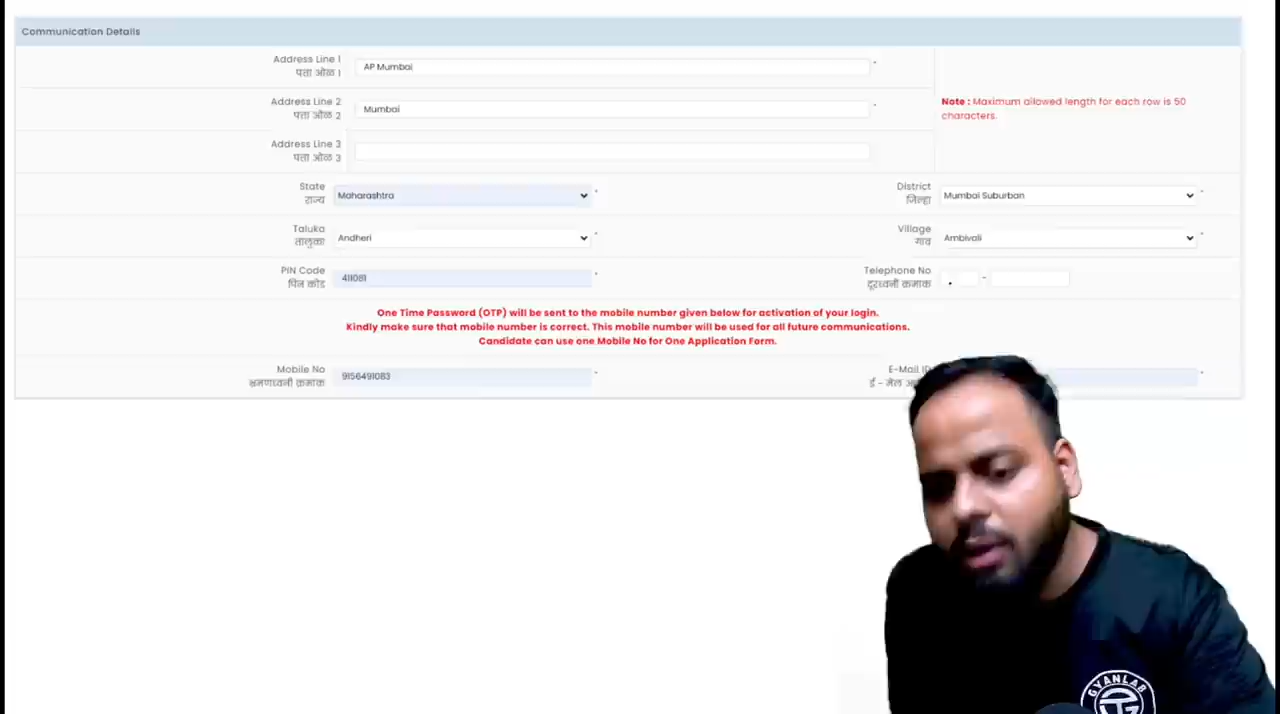 Communication Details
Address Line 1
पत्ता ओळ 1
AP Mumbai
*
Address Line 2
पत्ता ओळ 2
Mumbai
*
Note : Maximum allowed length for each row is 50
characters.
Address Line 3
पत्ता ओळ 3
State
राज्य
Maharashtra
*
District
जिल्हा
Mumbai Suburban
*
Taluka
तालुका
Andheri
*
Village
गाव
Ambivali
*
PIN Code
पिन कोड
411081
*
Telephone No
दूरध्वनी क्रमांक
-
One Time Password (OTP) will be sent to the mobile number given below for activation of your login.
Kindly make sure that mobile number is correct. This mobile number will be used for all future communications.
Candidate can use one Mobile No for One Application Form.
Mobile No
भ्रमणध्वनी क्रमांक
9156491083
*
E-Mail ID
ई - मेल
*
GYANLAB